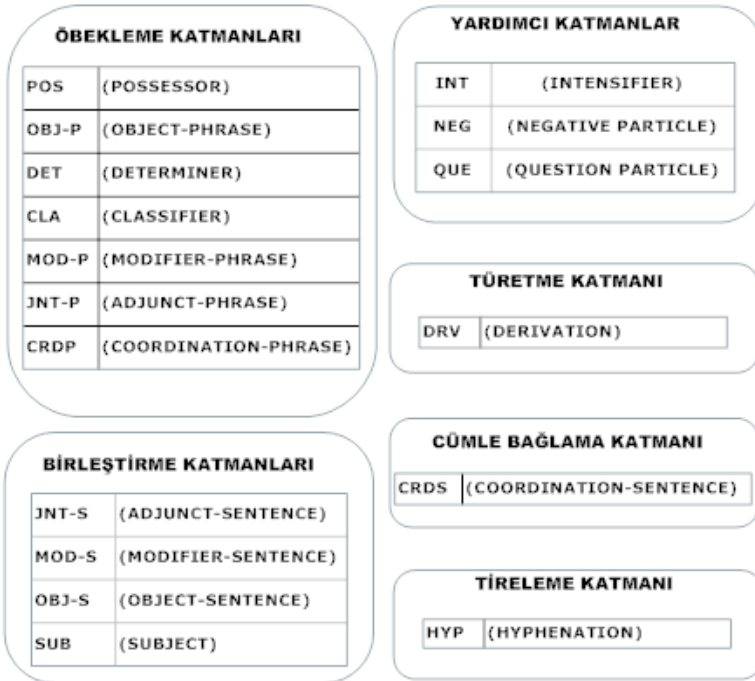 ÖBEKLEME KATMANLARI
POS (POSSESSOR)
OBJ-P (OBJECT-PHRASE)
DET (DETERMINER)
CLA (CLASSIFIER)
MOD-P (MODIFIER-PHRASE)
JNT-P (ADJUNCT-PHRASE)
CRDP (COORDINATION-PHRASE)
BİRLEŞTİRME KATMANLARI
JNT-S (ADJUNCT-SENTENCE)
MOD-S (MODIFIER-SENTENCE)
OBJ-S (OBJECT-SENTENCE)
SUB (SUBJECT)
YARDIMCI KATMANLAR
INT (INTENSIFIER)
NEG (NEGATIVE PARTICLE)
QUE (QUESTION PARTICLE)
TÜRETME KATMANI
DRV (DERIVATION)
CÜMLE BAĞLAMA KATMANI
CRDS (COORDINATION-SENTENCE)
TİRELEME KATMANI
HYP (HYPHENATION)